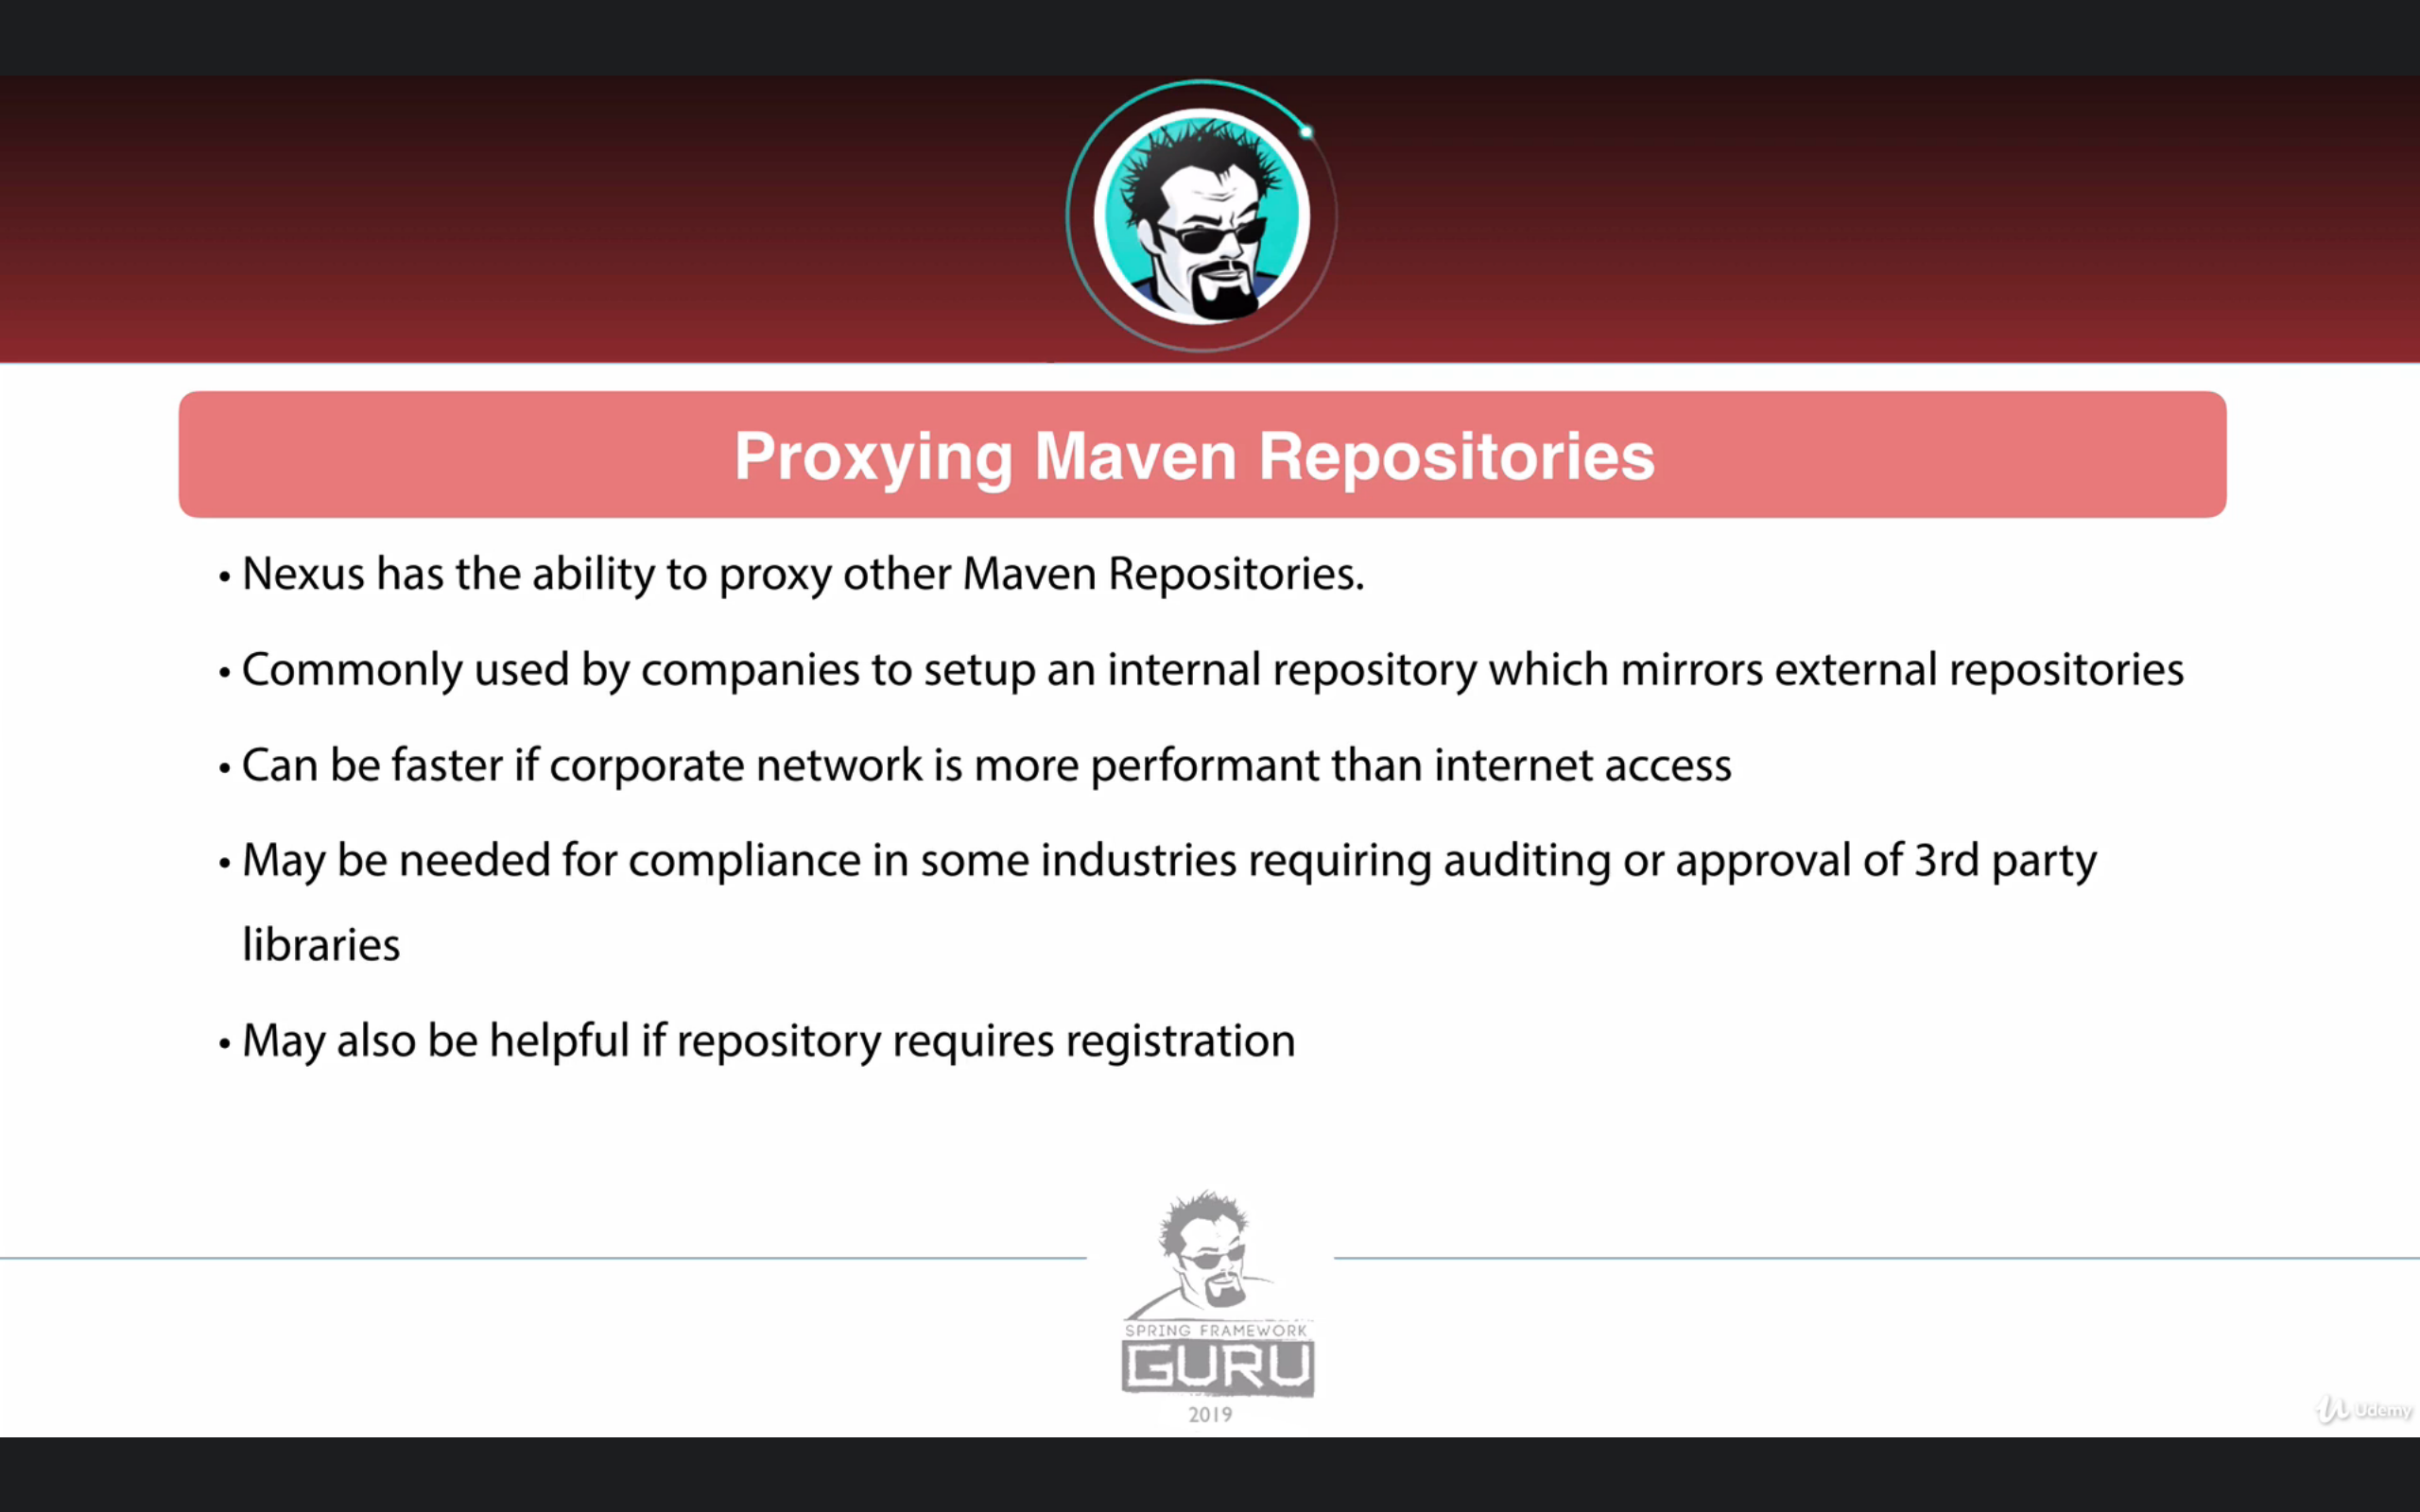 Proxying Maven Repositories
• Nexus has the ability to proxy other Maven Repositories.
• Commonly used by companies to setup an internal repository which mirrors external repositories
• Can be faster if corporate network is more performant than internet access
• May be needed for compliance in some industries requiring auditing or approval of 3rd party
libraries
• May also be helpful if repository requires registration
SPRING FRAMEWORK
GURU
2019
Udemy